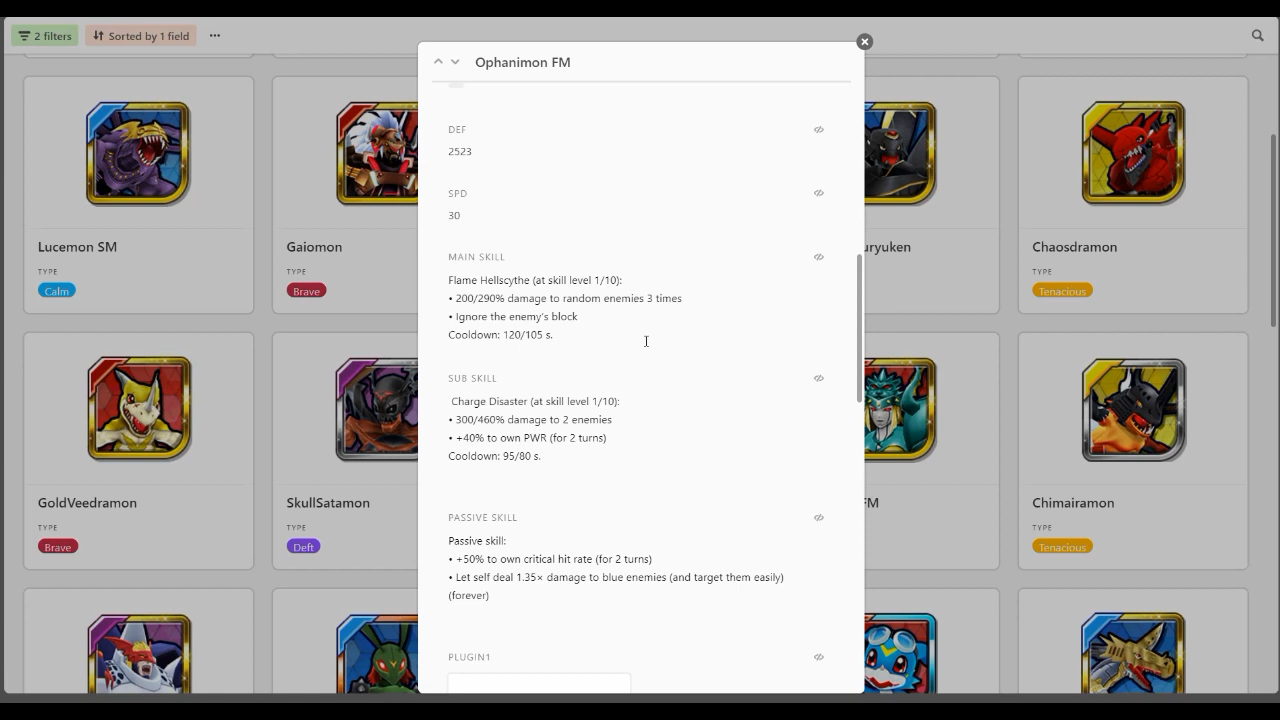 2 filters
Sorted by 1 field
Ophanimon FM
DEF
2523
SPD
30
MAIN SKILL
Flame Hellscythe (at skill level 1/10):
• 200/290% damage to random enemies 3 times
• Ignore the enemy's block
Cooldown: 120/105 s.
SUB SKILL
Charge Disaster (at skill level 1/10):
• 300/460% damage to 2 enemies
• +40% to own PWR (for 2 turns)
Cooldown: 95/80 s.
PASSIVE SKILL
Passive skill:
• +50% to own critical hit rate (for 2 turns)
• Let self deal 1.35× damage to blue enemies (and target them easily)
(forever)
PLUGIN1
Lucemon SM
TYPE
Calm
Gaiomon
TYPE
Brave
uryuken
Chaosdramon
TYPE
Tenacious
GoldVeedramon
TYPE
Brave
SkullSatamon
TYPE
Deft
FM
Chimairamon
TYPE
Tenacious